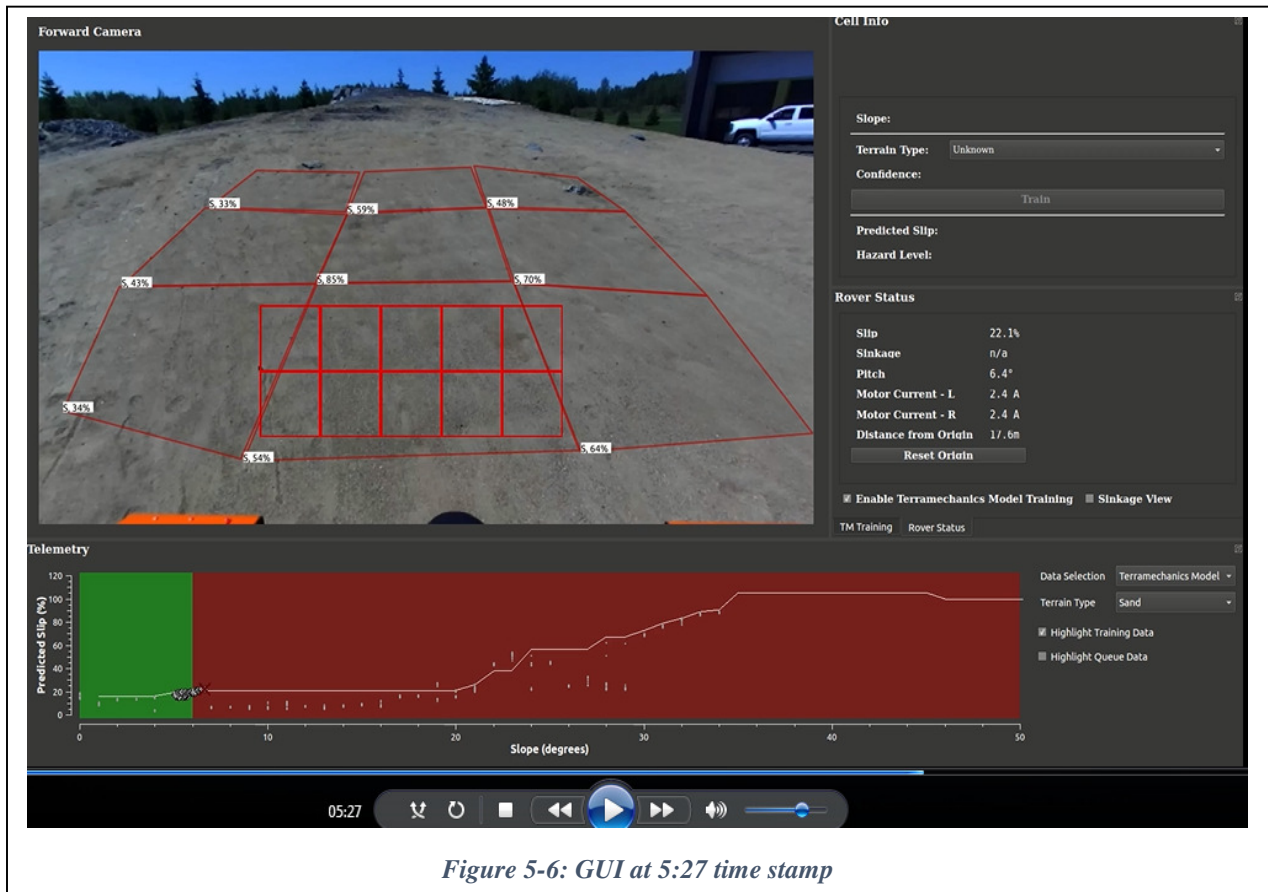 Forward Camera
S, 33%
S, 59%
S, 48%
S, 43%
S, 85%
S, 70%
S, 34%
S, 54%
S, 64%
Cell Info
Slope:
Terrain Type: Unknown
Confidence:
Train
Predicted Slip:
Hazard Level:
Rover Status
Slip 22.1%
Sinkage n/a
Pitch 6.4°
Motor Current - L 2.4 A
Motor Current - R 2.4 A
Distance from Origin 17.6m
Reset Origin
Enable Terramechanics Model Training Sinkage View
TM Training Rover Status
Telemetry
Predicted Slip (%)
120
100
80
60
40
20
0
0 10 20 30 40 50
Slope (degrees)
Data Selection Terramechanics Model
Terrain Type Sand
Highlight Training Data
Highlight Queue Data
05:27
Figure 5-6: GUI at 5:27 time stamp